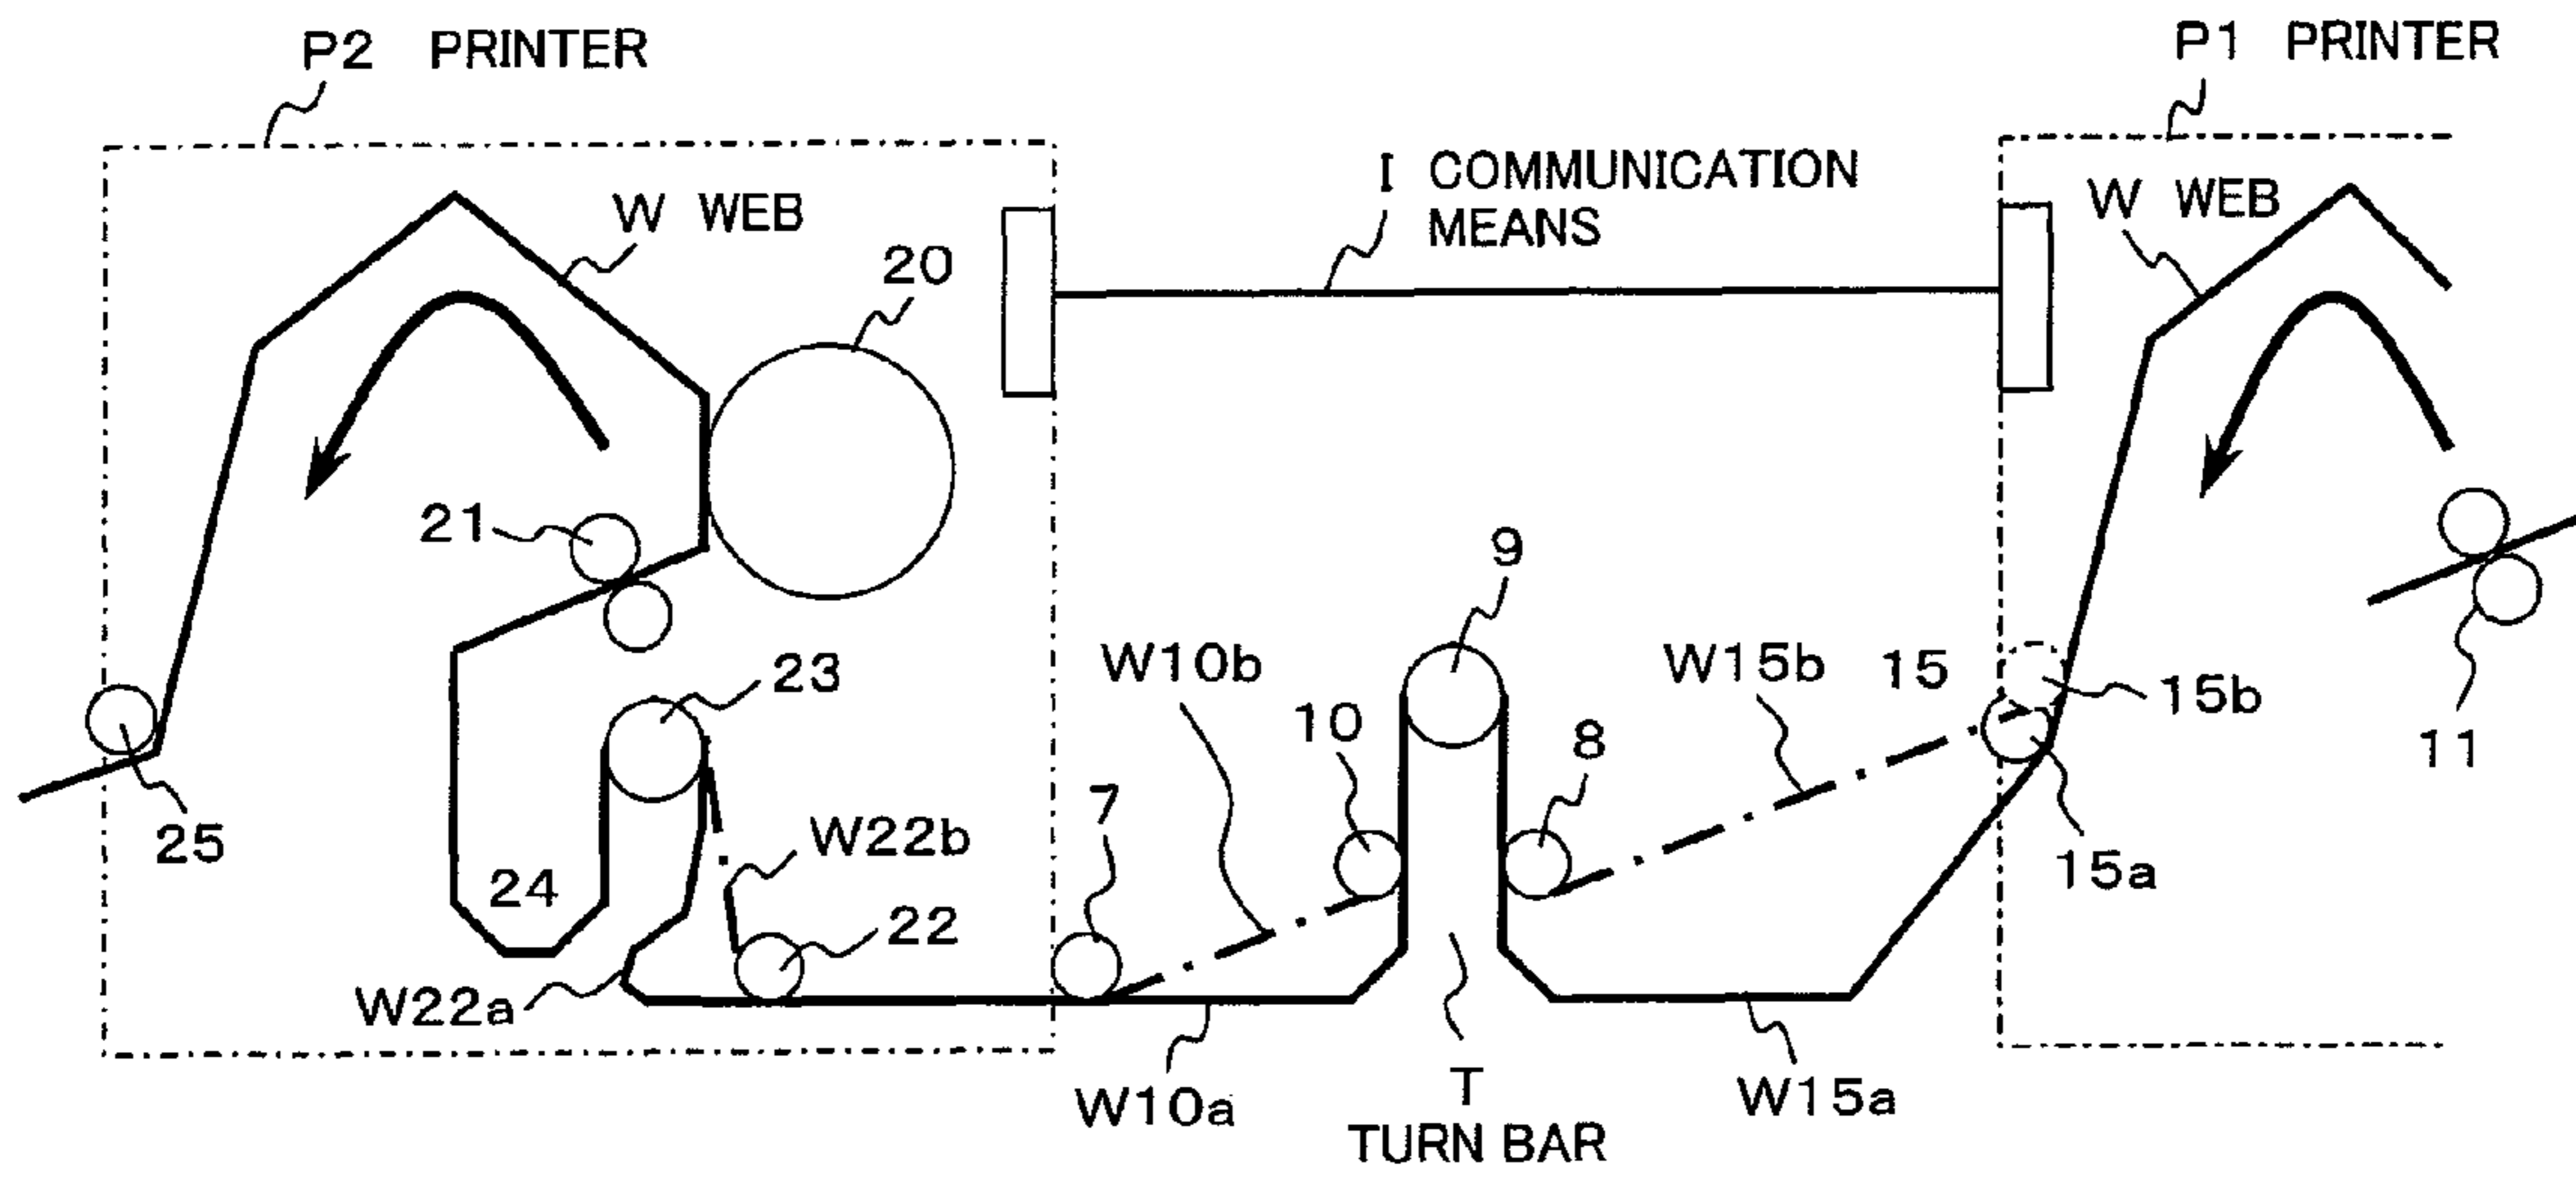 P2 PRINTER
P1 PRINTER
I COMMUNICATION
MEANS
W WEB
W WEB
20
21
9
23
W10b
W15b
15
15b
10
8
11
7
25
W22b
15a
24
22
W22a
W10a
T
W15a
TURN BAR